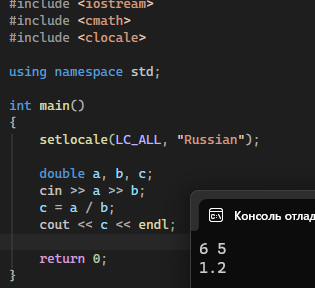 #include <iostream>
#include <cmath>
#include <clocale>
using namespace std;
int main()
{
setlocale(LC_ALL, "Russian");
double a, b, c;
cin >> a >> b;
c = a / b;
cout << c << endl;
return 0;
}
Консоль отлад
6 5
1.2